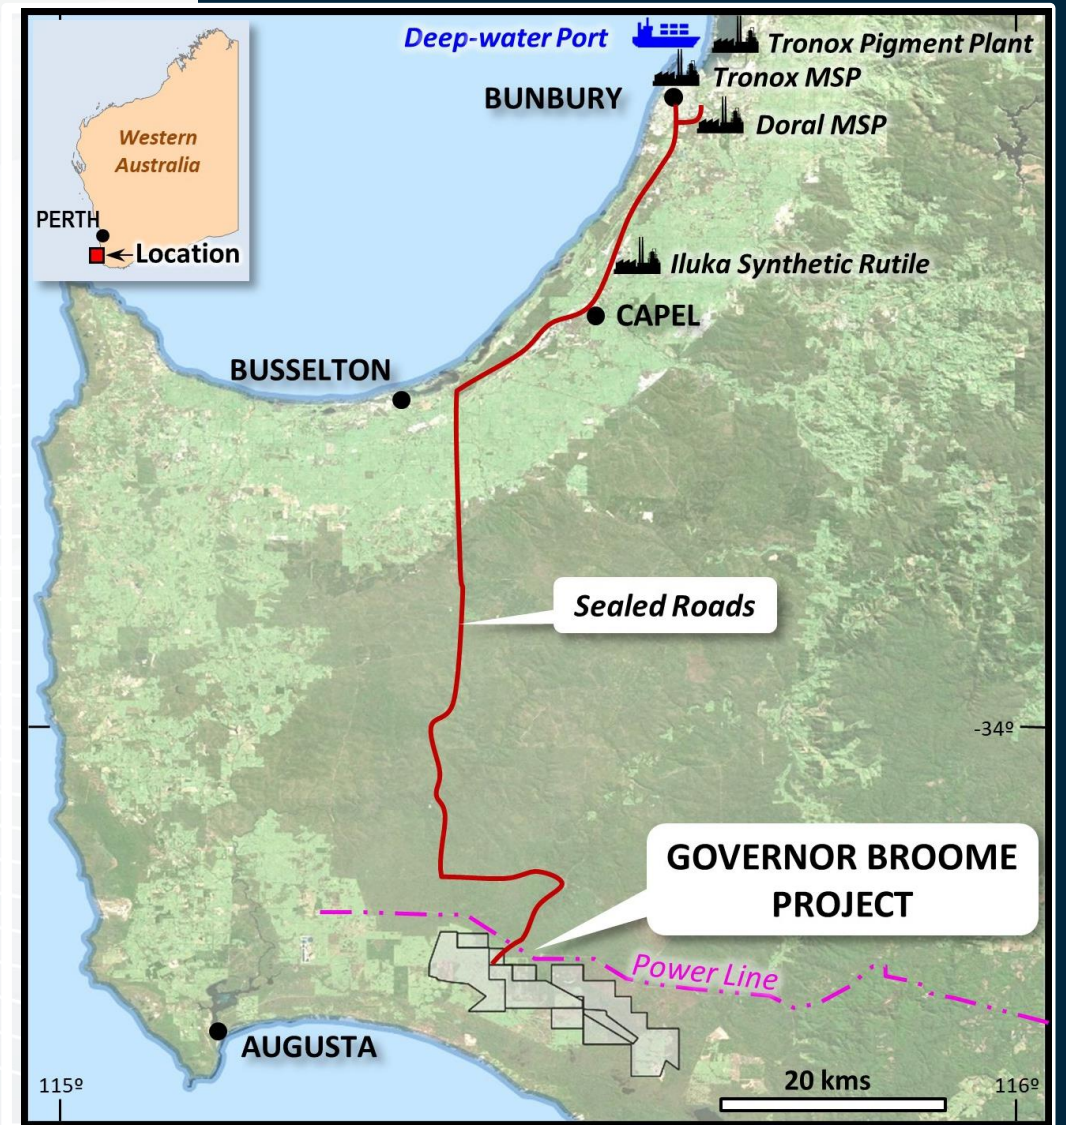 Deep-water Port
Tronox Pigment Plant
Tronox MSP
BUNBURY
Doral MSP
Western
Australia
PERTH
Location
Iluka Synthetic Rutile
CAPEL
BUSSELTON
Sealed Roads
-34º
GOVERNOR BROOME
PROJECT
Power Line
AUGUSTA
20 kms
115º
116º